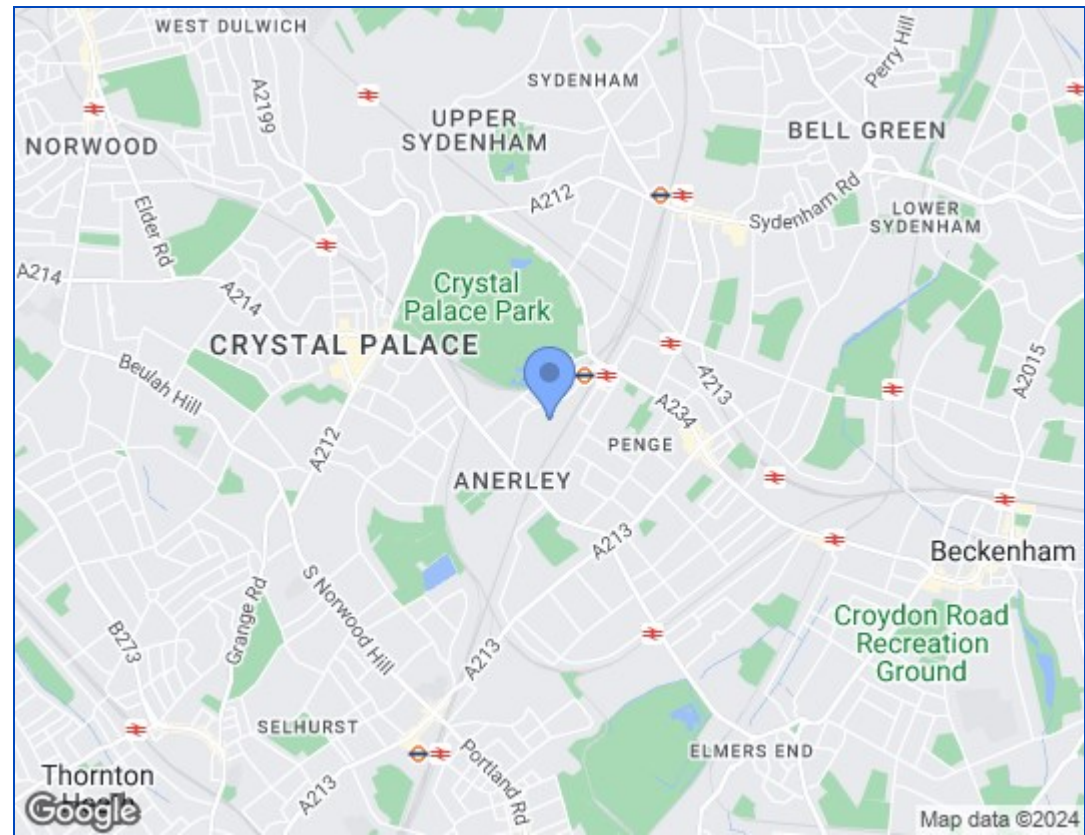 WEST DULWICH
A2199
SYDENHAM
Perry Hill
NORWOOD
UPPER
SYDENHAM
BELL GREEN
Elder Rd
A212
Sydenham Rd
LOWER
SYDENHAM
A214
A214
Crystal
Palace Park
CRYSTAL PALACE
Beulah Hill
A213
A2015
A234
A212
PENGE
ANERLEY
A213
Beckenham
S Norwood Hill
Grange Rd
B273
A213
Croydon Road
Recreation
Ground
SELHURST
Portland Rd
ELMERS END
Thornton
Heath
A213
Google
Map data ©2024